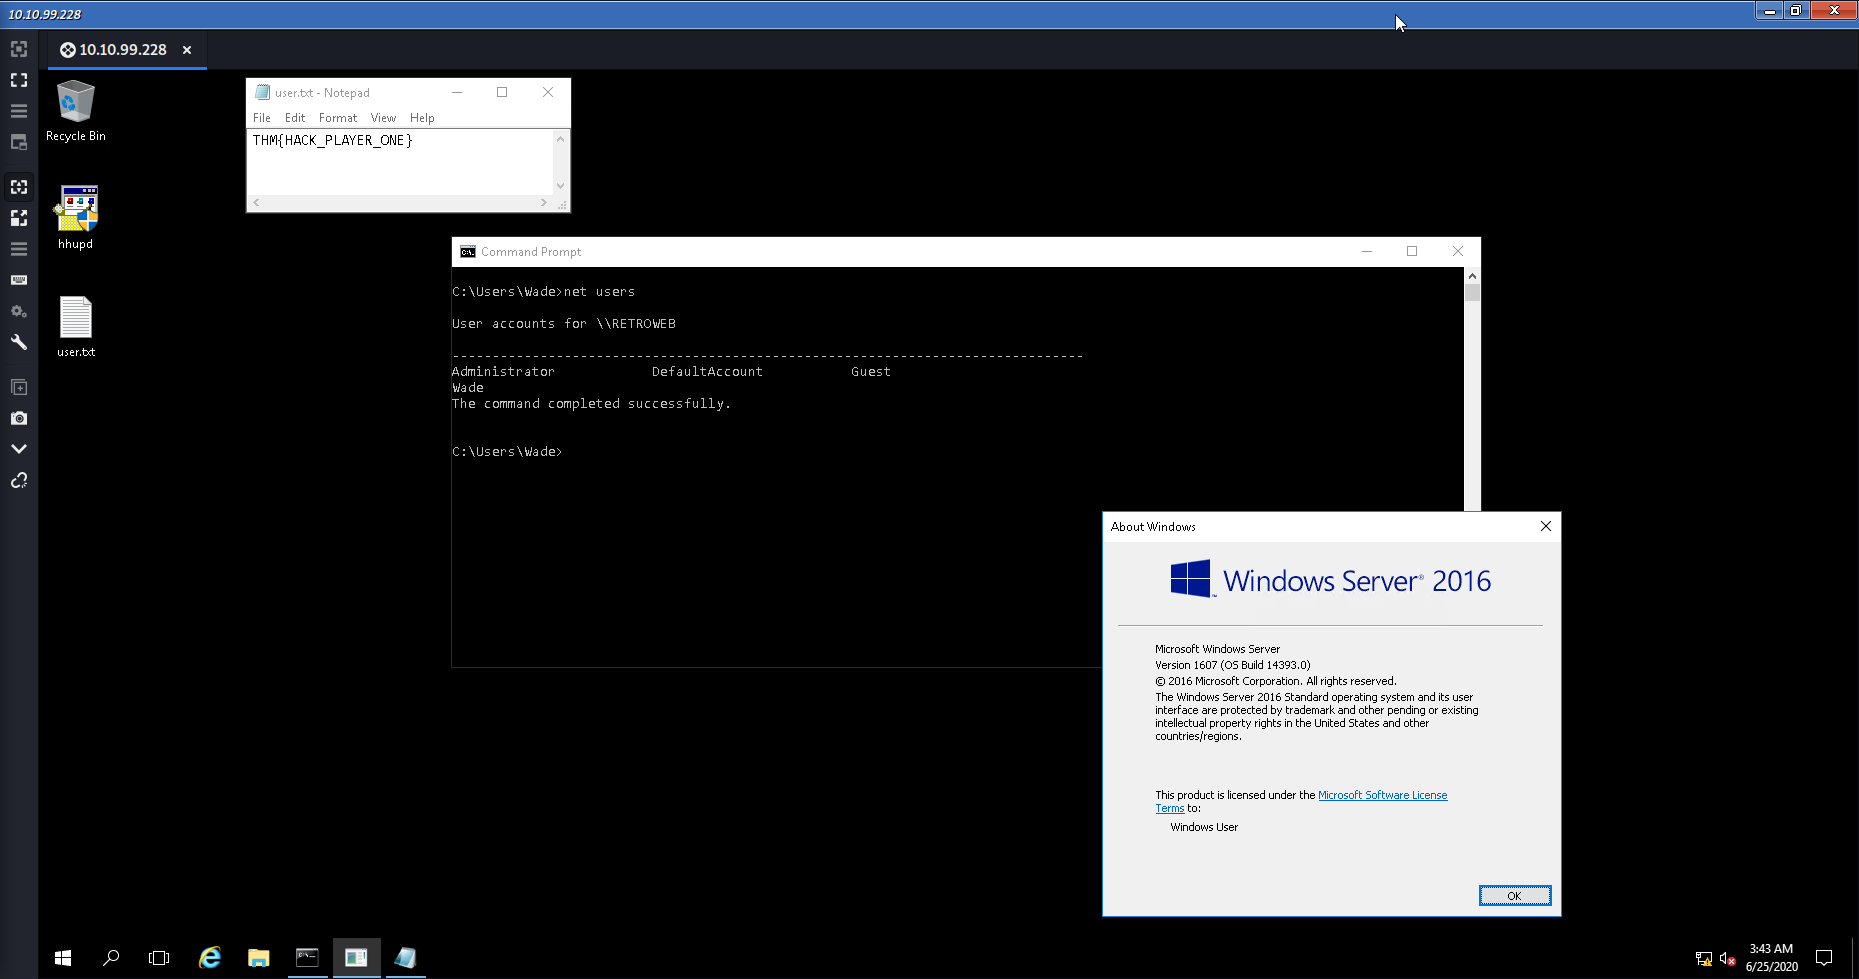 10.10.99.228
10.10.99.228
Recycle Bin
hhupd
user.txt
user.txt - Notepad
File Edit Format View Help
THM{HACK_PLAYER_ONE}
Command Prompt
C:\Users\Wade>net users
User accounts for \\RETROWEB
-------------------------------------------------------------------------------
Administrator DefaultAccount Guest
Wade
The command completed successfully.
C:\Users\Wade>
About Windows
Windows Server® 2016
Microsoft Windows Server
Version 1607 (OS Build 14393.0)
© 2016 Microsoft Corporation. All rights reserved.
The Windows Server 2016 Standard operating system and its user
interface are protected by trademark and other pending or existing
intellectual property rights in the United States and other
countries/regions.
This product is licensed under the Microsoft Software License
Terms to:
Windows User
OK
3:43 AM
6/25/2020